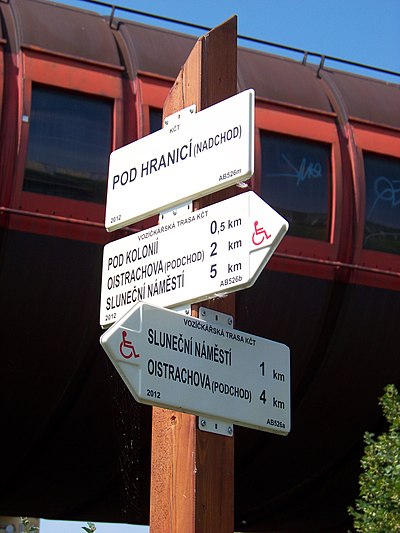 KČT
POD HRANICÍ (NADCHOD)
2012 AB526m
VOZÍČKÁŘSKÁ TRASA KČT
POD KOLONIÍ 0,5 km
OISTRACHOVA (PODCHOD) 2 km
SLUNEČNÍ NÁMĚSTÍ 5 km
2012 AB526b
VOZÍČKÁŘSKÁ TRASA KČT
SLUNEČNÍ NÁMĚSTÍ 1 km
OISTRACHOVA (PODCHOD) 4 km
2012 AB526a